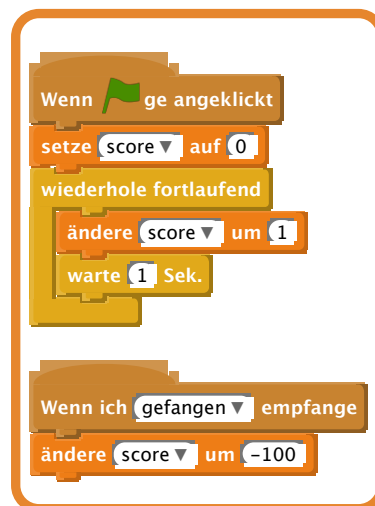 Wenn ge angeklickt
setze score ▼ auf 0
wiederhole fortlaufend
ändere score ▼ um 1
warte 1 Sek.
Wenn ich gefangen ▼ empfange
ändere score ▼ um -100